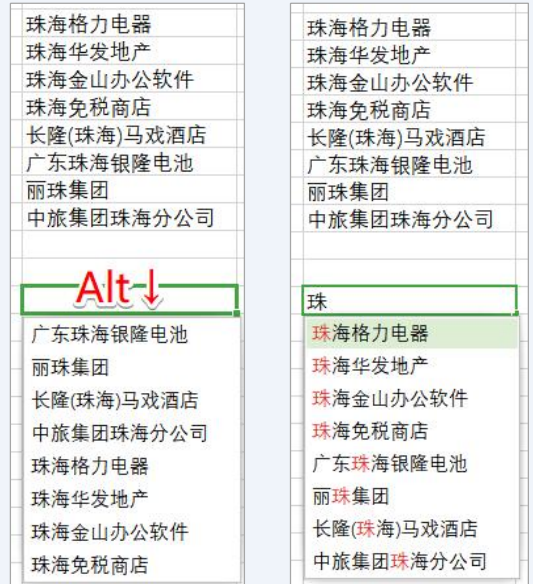 珠海格力电器
珠海华发地产
珠海金山办公软件
珠海免税商店
长隆(珠海)马戏酒店
广东珠海银隆电池
丽珠集团
中旅集团珠海分公司
Alt↓
广东珠海银隆电池
丽珠集团
长隆(珠海)马戏酒店
中旅集团珠海分公司
珠海格力电器
珠海华发地产
珠海金山办公软件
珠海免税商店
珠海格力电器
珠海华发地产
珠海金山办公软件
珠海免税商店
长隆(珠海)马戏酒店
广东珠海银隆电池
丽珠集团
中旅集团珠海分公司
珠
珠海格力电器
珠海华发地产
珠海金山办公软件
珠海免税商店
广东珠海银隆电池
丽珠集团
长隆(珠海)马戏酒店
中旅集团珠海分公司